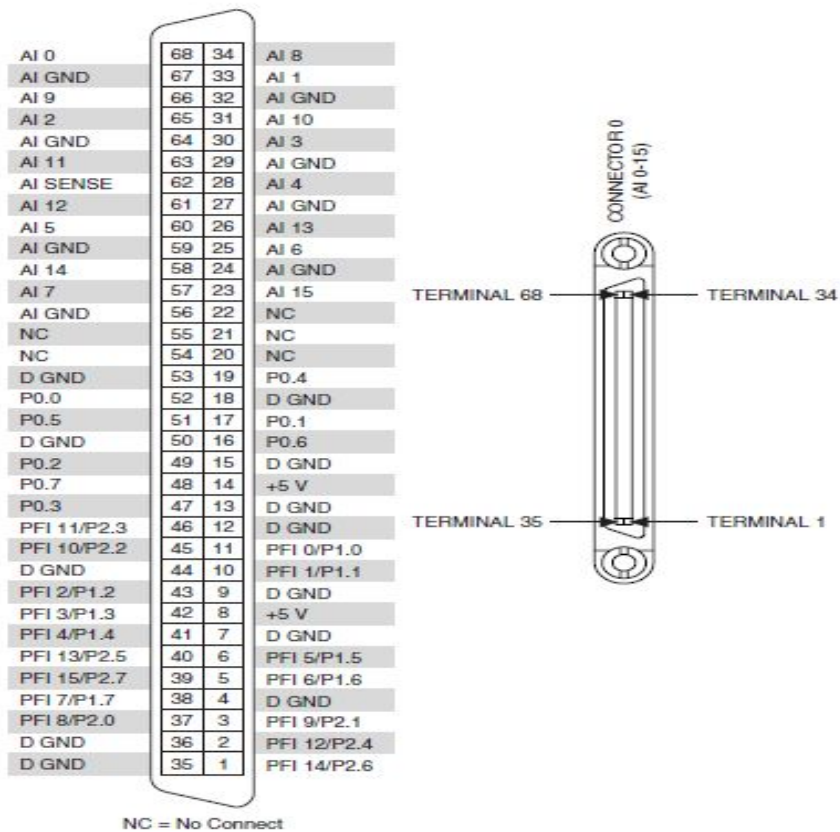 AI 0 68 34 AI 8
AI GND 67 33 AI 1
AI 9 66 32 AI GND
AI 2 65 31 AI 10
AI GND 64 30 AI 3
AI 11 63 29 AI GND
AI SENSE 62 28 AI 4
AI 12 61 27 AI GND
AI 5 60 26 AI 13
AI GND 59 25 AI 6
AI 14 58 24 AI GND
AI 7 57 23 AI 15
AI GND 56 22 NC
NC 55 21 NC
NC 54 20 NC
D GND 53 19 P0.4
P0.0 52 18 D GND
P0.5 51 17 P0.1
D GND 50 16 P0.6
P0.2 49 15 D GND
P0.7 48 14 +5 V
P0.3 47 13 D GND
PFI 11/P2.3 46 12 D GND
PFI 10/P2.2 45 11 PFI 0/P1.0
D GND 44 10 PFI 1/P1.1
PFI 2/P1.2 43 9 D GND
PFI 3/P1.3 42 8 +5 V
PFI 4/P1.4 41 7 D GND
PFI 13/P2.5 40 6 PFI 5/P1.5
PFI 15/P2.7 39 5 PFI 6/P1.6
PFI 7/P1.7 38 4 D GND
PFI 8/P2.0 37 3 PFI 9/P2.1
D GND 36 2 PFI 12/P2.4
D GND 35 1 PFI 14/P2.6
NC = No Connect
CONNECTOR 0
(AI 0-15)
TERMINAL 68 TERMINAL 34
TERMINAL 35 TERMINAL 1